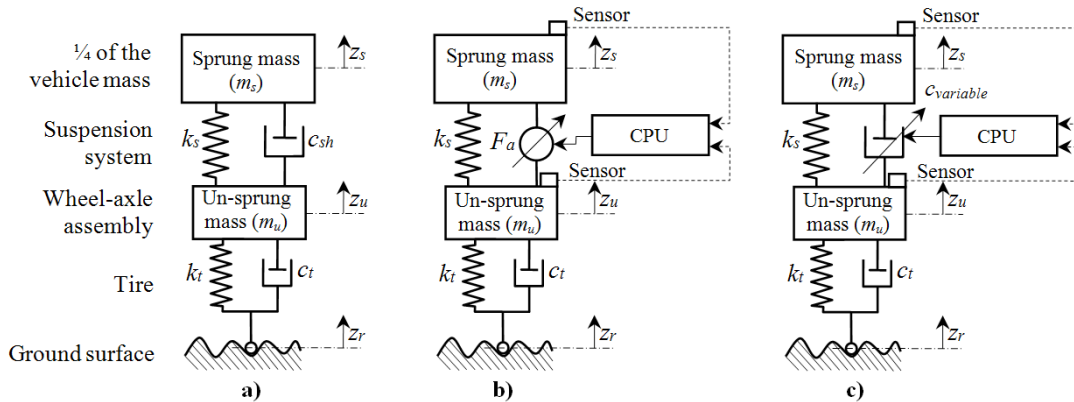 ¼ of the
vehicle mass
Suspension
system
Wheel-axle
assembly
Tire
Ground surface
Sprung mass
(ms)
zs
ks
csh
Un-sprung
mass (mu)
zu
kt
ct
zr
a)
Sensor
Sprung mass
(ms)
zs
ks
Fa
CPU
Sensor
Un-sprung
mass (mu)
zu
kt
ct
zr
b)
Sensor
Sprung mass
(ms)
zs
cvariable
ks
CPU
Sensor
Un-sprung
mass (mu)
zu
kt
ct
zr
c)